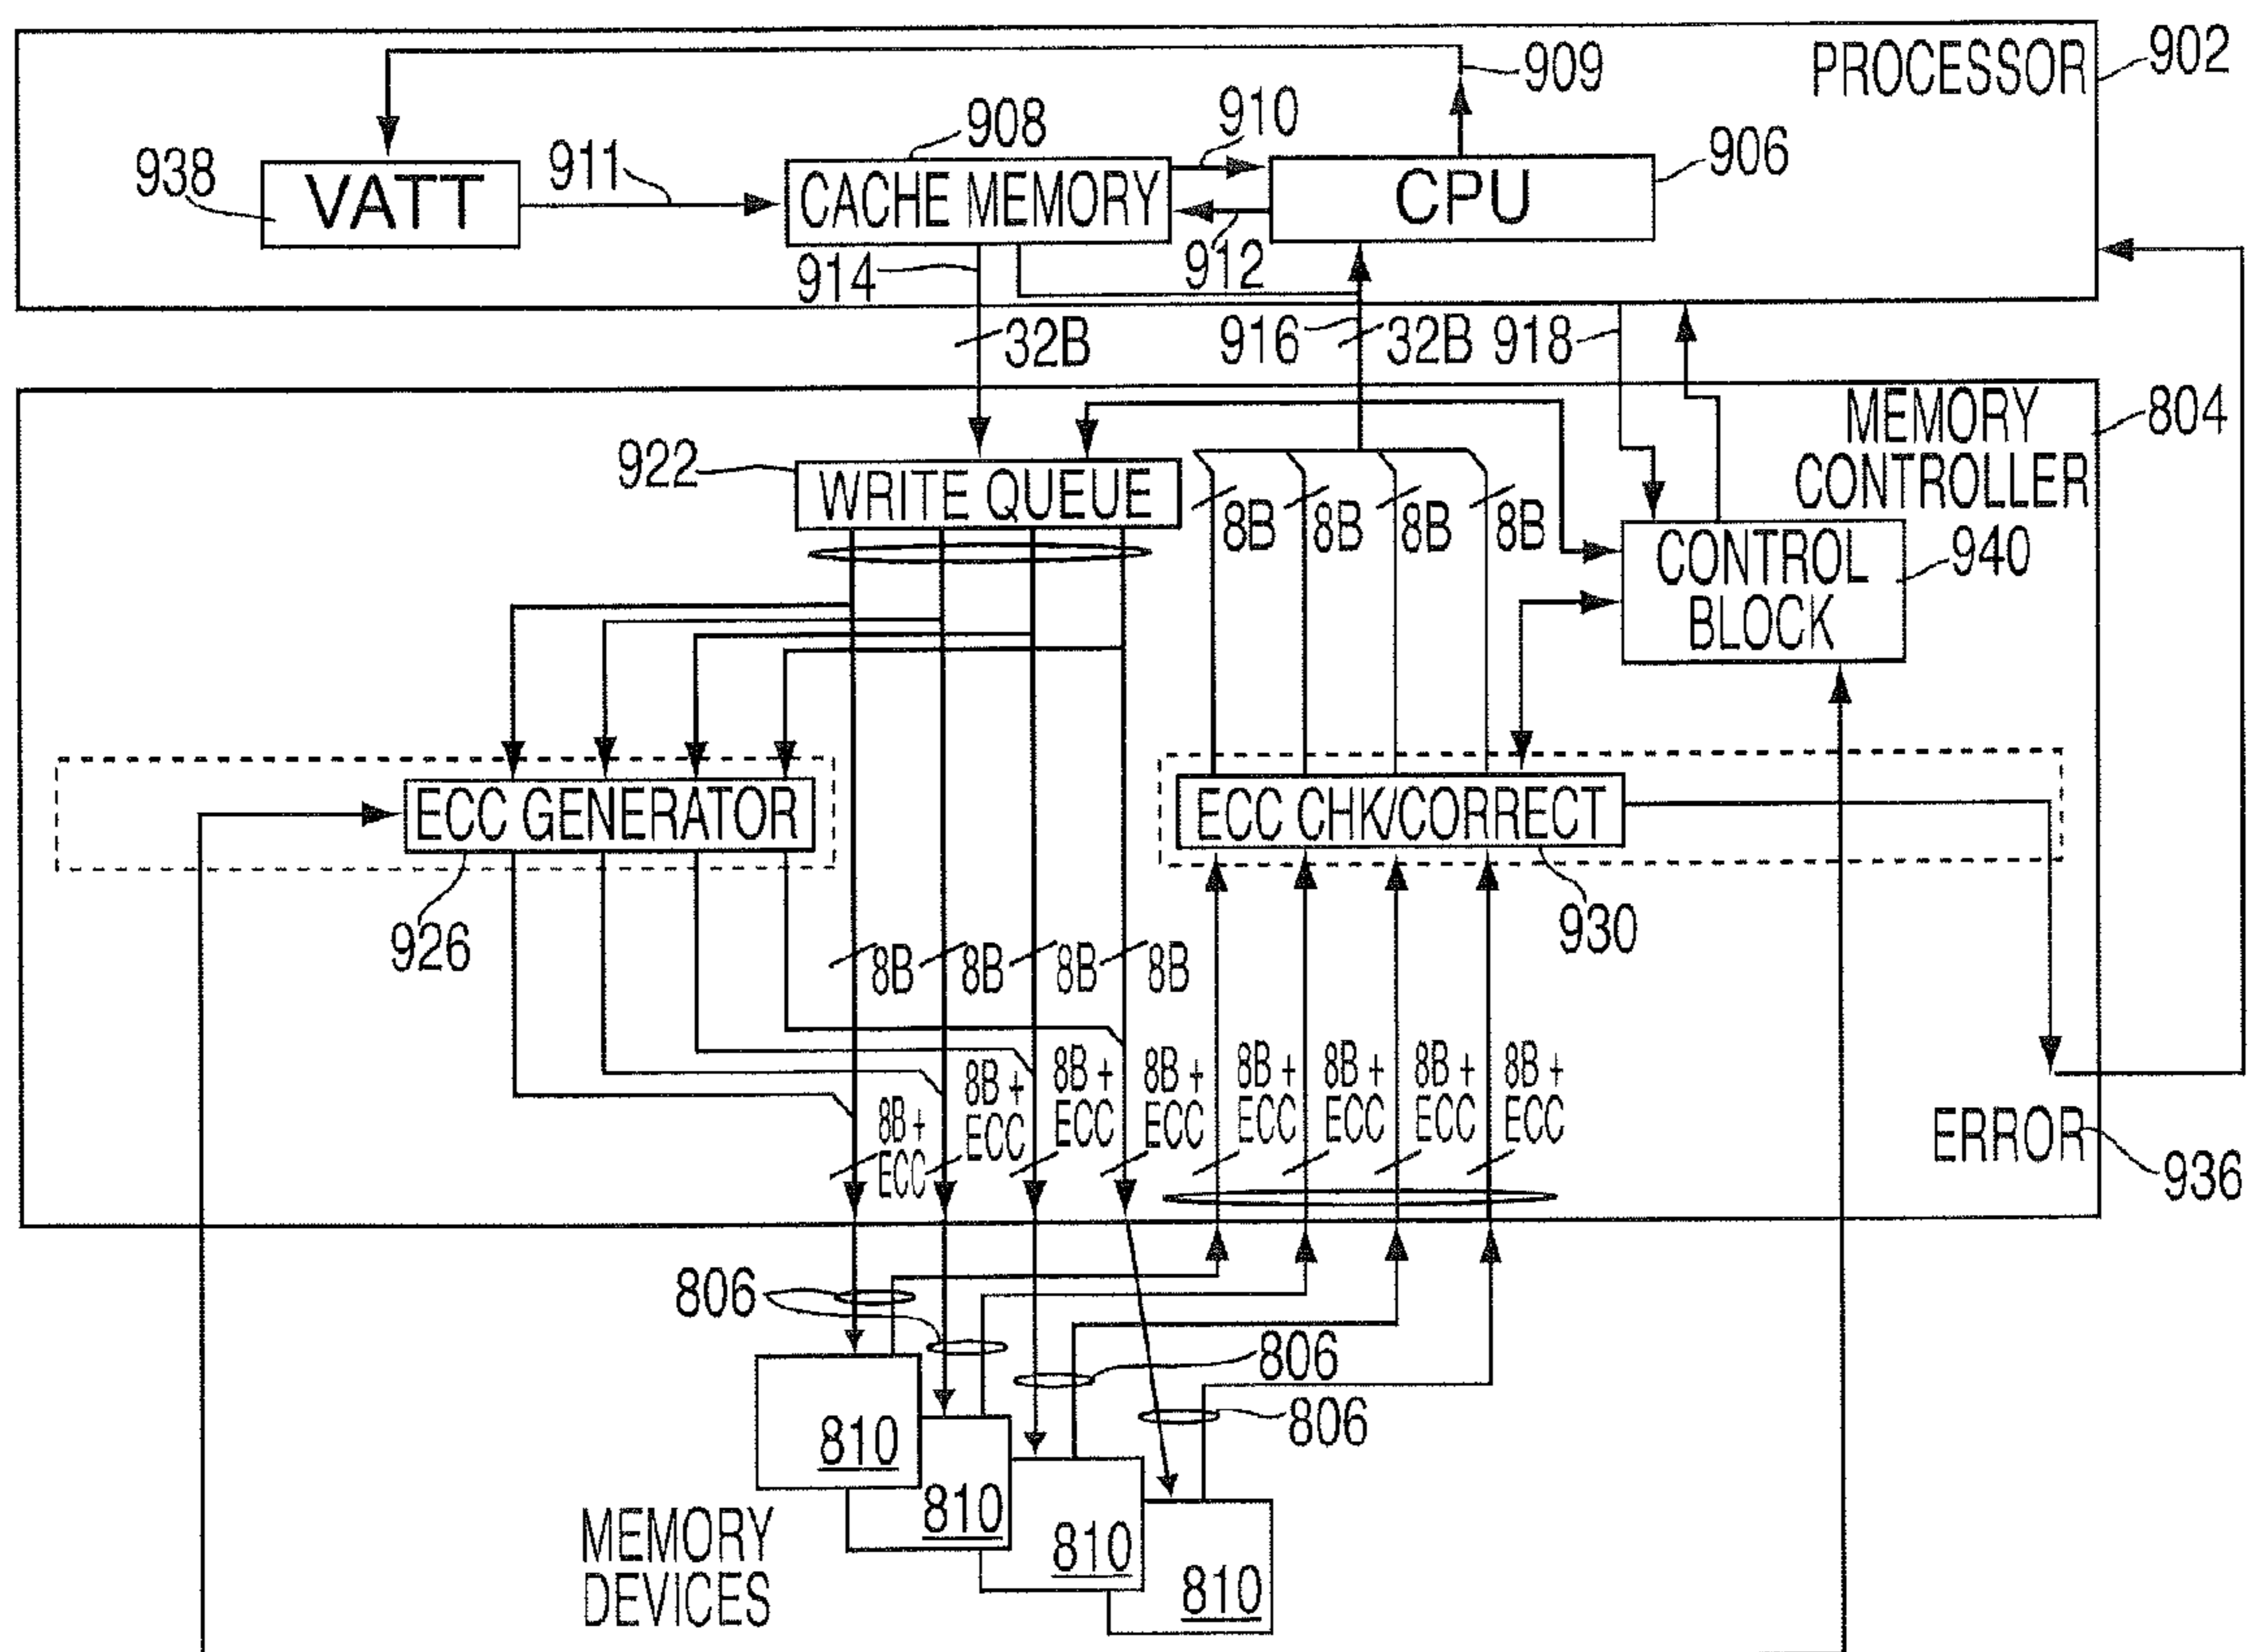 PROCESSOR
902
909
910
908
906
938
911
VATT
CACHE MEMORY
CPU
912
914
32B
916
32B
918
MEMORY
CONTROLLER
804
922
WRITE QUEUE
8B
8B
8B
8B
CONTROL
BLOCK
940
ECC GENERATOR
ECC CHK/CORRECT
926
930
8B
8B
8B
8B
8B +
ECC
8B +
ECC
8B +
ECC
8B +
ECC
8B +
ECC
8B +
ECC
8B +
ECC
8B +
ECC
ERROR
936
806
806
806
810
810
810
810
MEMORY
DEVICES